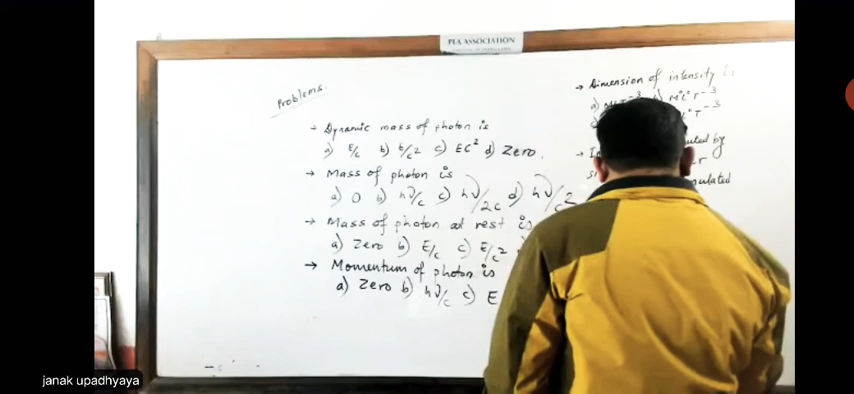 PEA ASSOCIATION
Problems.
→ Dynamic mass of photon is
a) E/c b) E/c2 c) EC2 d) Zero.
→ Mass of photon is
a) 0 b) hν/c c) hν/2c d) hν/c2
→ Mass of photon at rest is
a) Zero b) E/c c) E/c2
→ Momentum of photon is
a) Zero b) hν/c c) E
→ Dimension of intensity is
janak upadhyaya